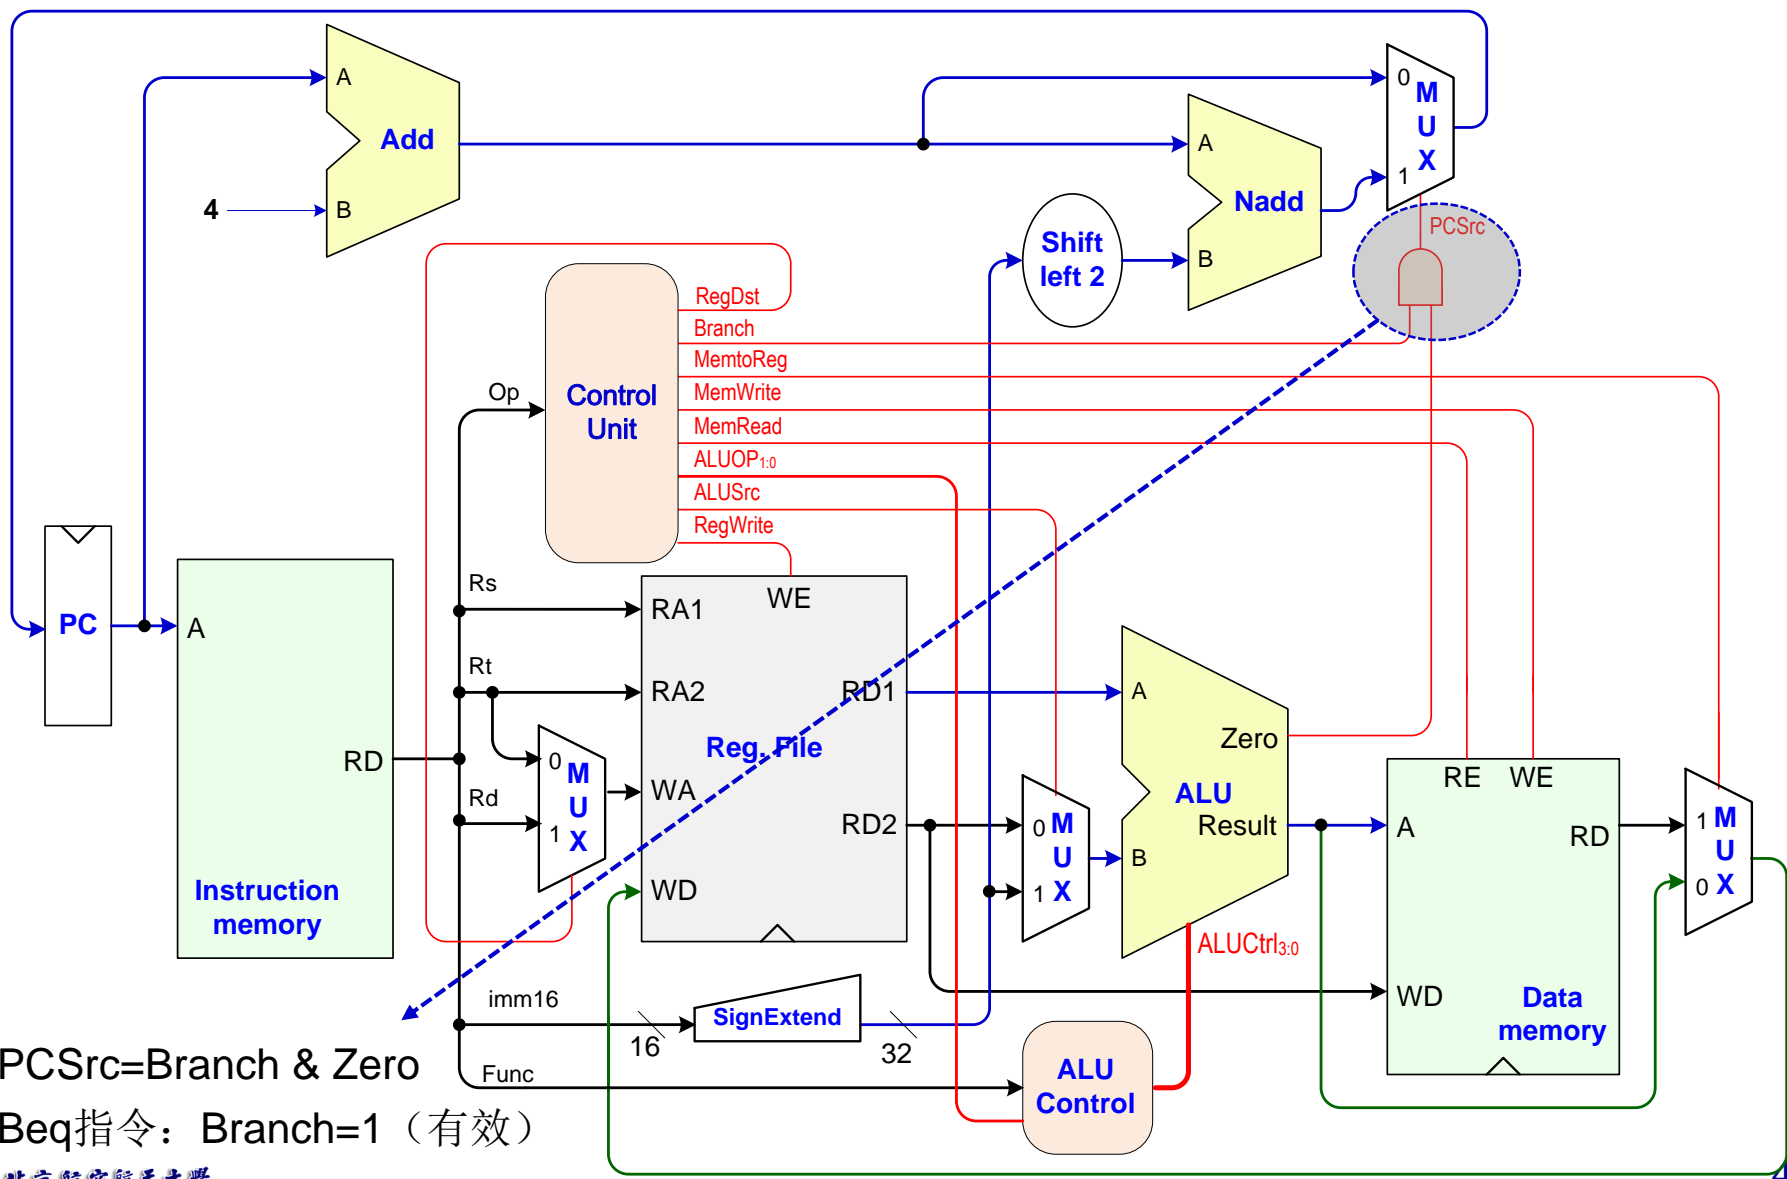 A
Add
4
B
0
M
U
X
1
A
Nadd
B
Shift
left 2
PCSrc
RegDst
Branch
MemtoReg
MemWrite
MemRead
ALUOP1:0
ALUSrc
RegWrite
Control
Unit
Op
PC
A
RD
Instruction
memory
Rs
Rt
Rd
0
M
U
X
1
WE
RA1
RA2
RD1
Reg. File
WA
RD2
WD
0
M
U
X
1
A
Zero
ALU
Result
B
ALUCtrl3:0
RE
WE
A
RD
WD
Data
memory
1
M
U
X
0
imm16
16
SignExtend
32
Func
ALU
Control
PCSrc=Branch & Zero
Beq指令：Branch=1（有效）